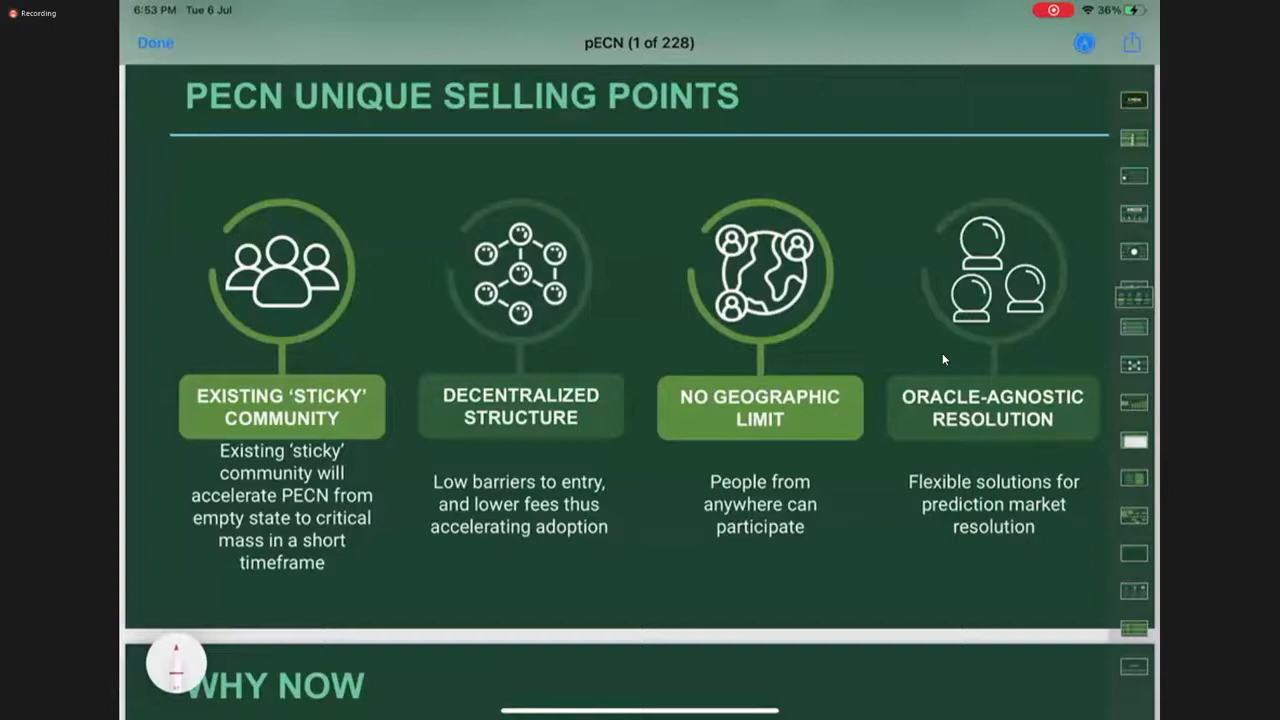 Recording
6:53 PM Tue 6 Jul
36%
Done
pECN (1 of 228)
PECN UNIQUE SELLING POINTS
EXISTING ‘STICKY’
COMMUNITY
Existing ‘sticky’
community will
accelerate PECN from
empty state to critical
mass in a short
timeframe
DECENTRALIZED
STRUCTURE
Low barriers to entry,
and lower fees thus
accelerating adoption
NO GEOGRAPHIC
LIMIT
People from
anywhere can
participate
ORACLE-AGNOSTIC
RESOLUTION
Flexible solutions for
prediction market
resolution
WHY NOW